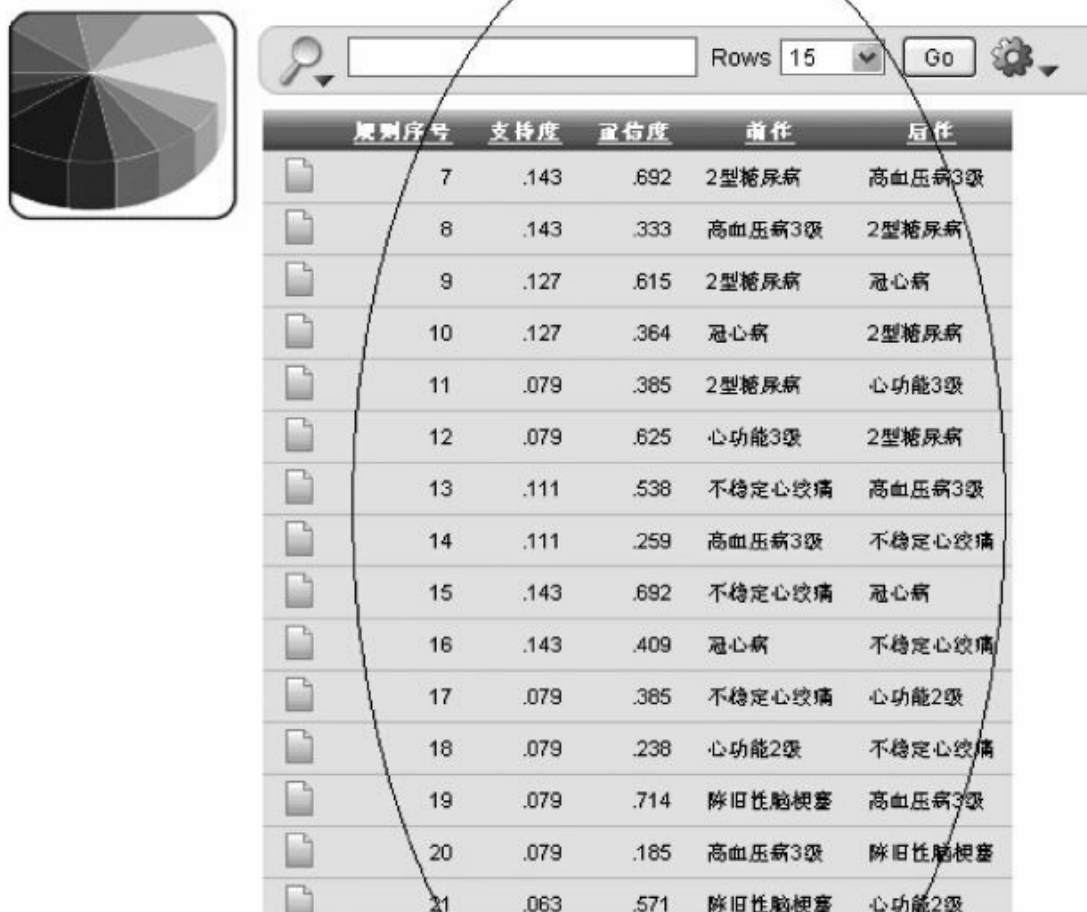 Rows 15 Go
规则序号 支持度 置信度 前件 后件
7 .143 .692 2型糖尿病 高血压病3级
8 .143 .333 高血压病3级 2型糖尿病
9 .127 .615 2型糖尿病 冠心病
10 .127 .364 冠心病 2型糖尿病
11 .079 .385 2型糖尿病 心功能3级
12 .079 .625 心功能3级 2型糖尿病
13 .111 .538 不稳定心绞痛 高血压病3级
14 .111 .259 高血压病3级 不稳定心绞痛
15 .143 .692 不稳定心绞痛 冠心病
16 .143 .409 冠心病 不稳定心绞痛
17 .079 .385 不稳定心绞痛 心功能2级
18 .079 .238 心功能2级 不稳定心绞痛
19 .079 .714 陈旧性脑梗塞 高血压病3级
20 .079 .185 高血压病3级 陈旧性脑梗塞
21 .063 .571 陈旧性脑梗塞 心功能2级